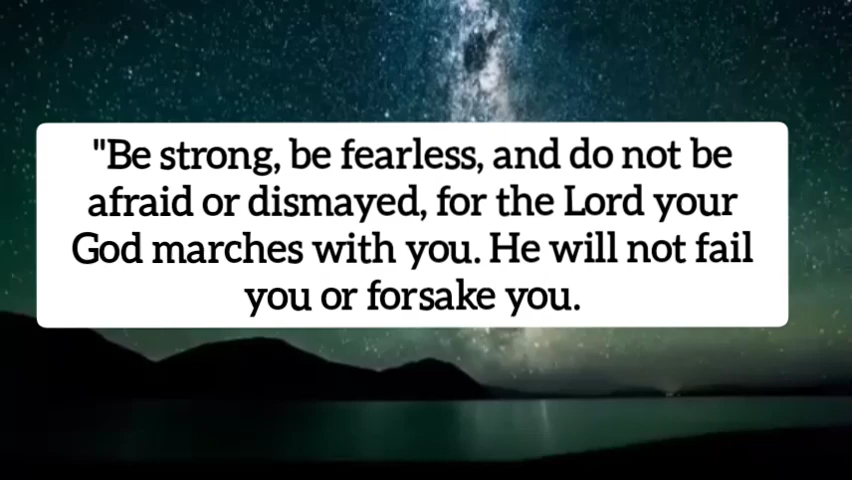 "Be strong, be fearless, and do not be
afraid or dismayed, for the Lord your
God marches with you. He will not fail
you or forsake you.